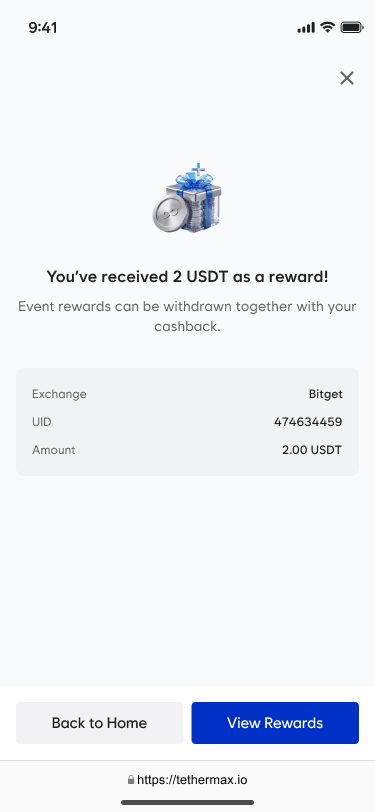 9:41
You’ve received 2 USDT as a reward!
Event rewards can be withdrawn together with your
cashback.
Exchange Bitget
UID 474634459
Amount 2.00 USDT
Back to Home View Rewards
https://tethermax.io